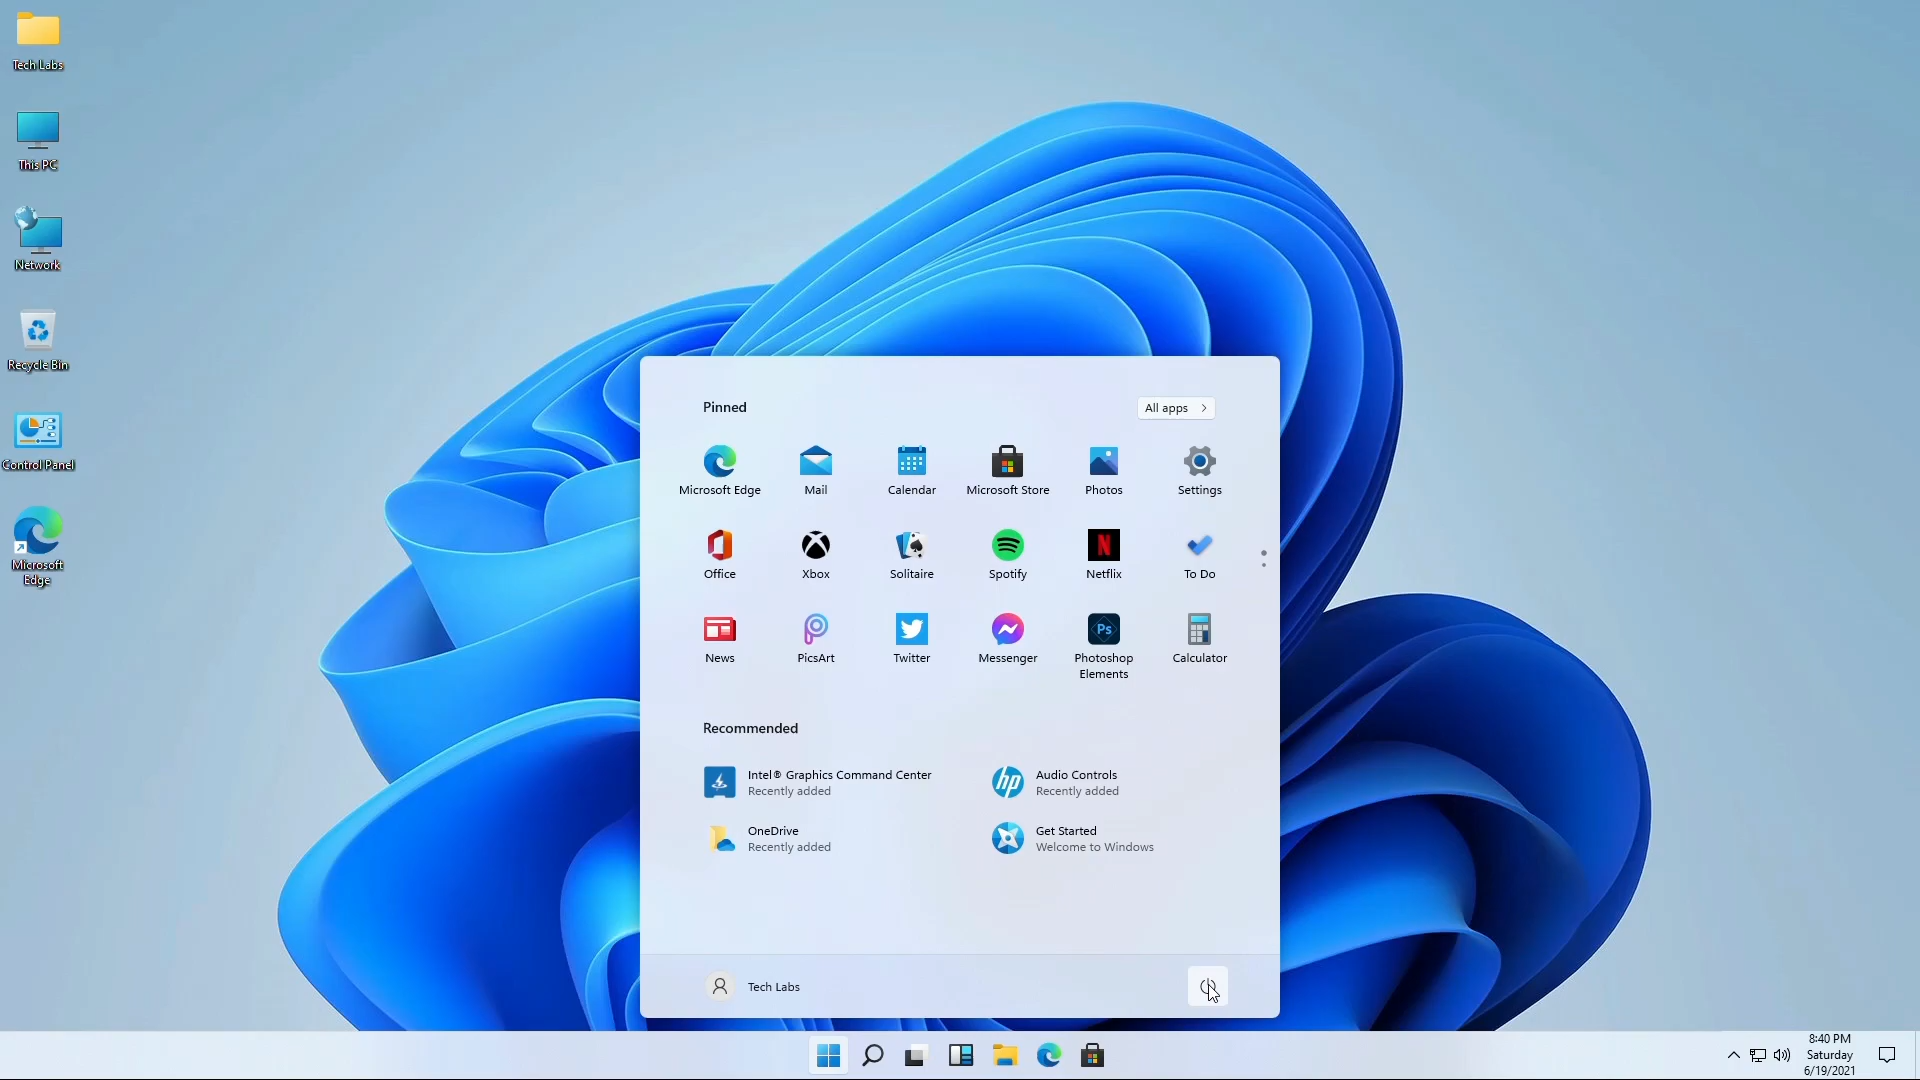 Tech Labs
This PC
Network
Recycle Bin
Control Panel
Microsoft
Edge
Pinned
All apps
Microsoft Edge
Mail
Calendar
Microsoft Store
Photos
Settings
Office
Xbox
Solitaire
Spotify
N
Netflix
To Do
News
PicsArt
Twitter
Messenger
Ps
Photoshop
Elements
Calculator
Recommended
Intel® Graphics Command Center
Recently added
hp
Audio Controls
Recently added
OneDrive
Recently added
Get Started
Welcome to Windows
Tech Labs
8:40 PM
Saturday
6/19/2021